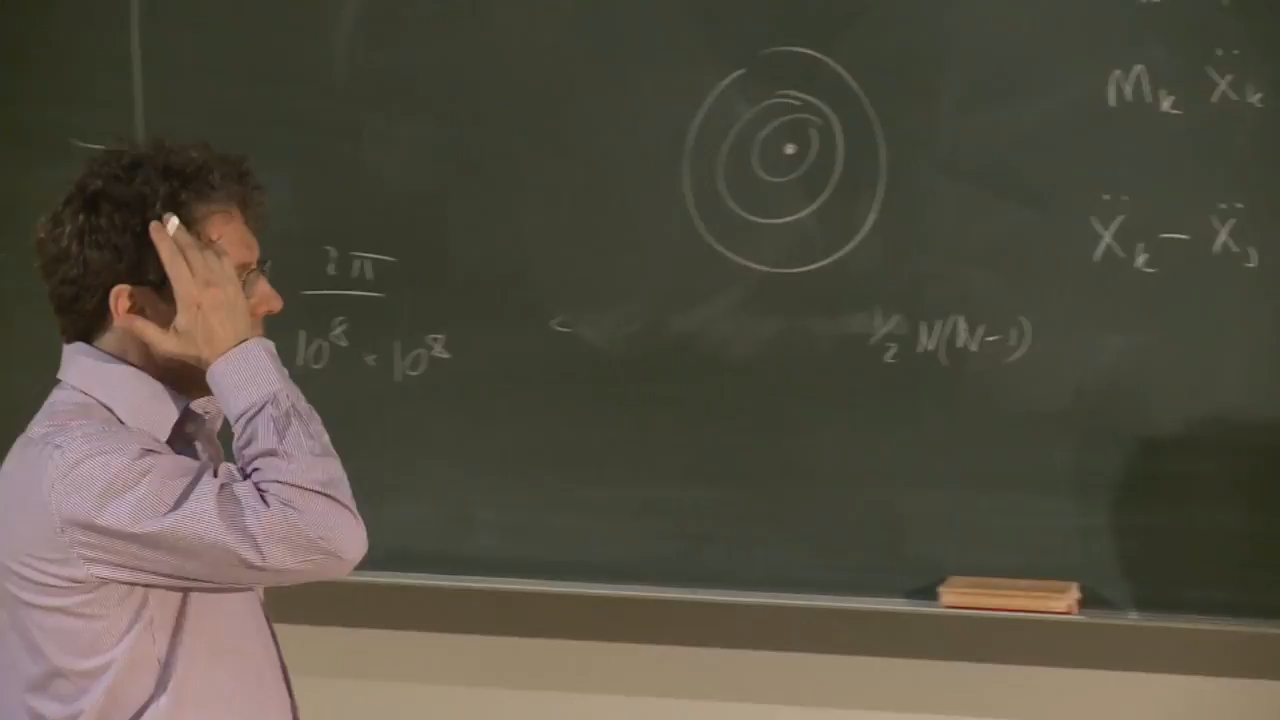 Mₖ Ẍₖ
Ẍₖ - Ẍⱼ
2π
10⁸ · 10⁸
½ N(N-1)